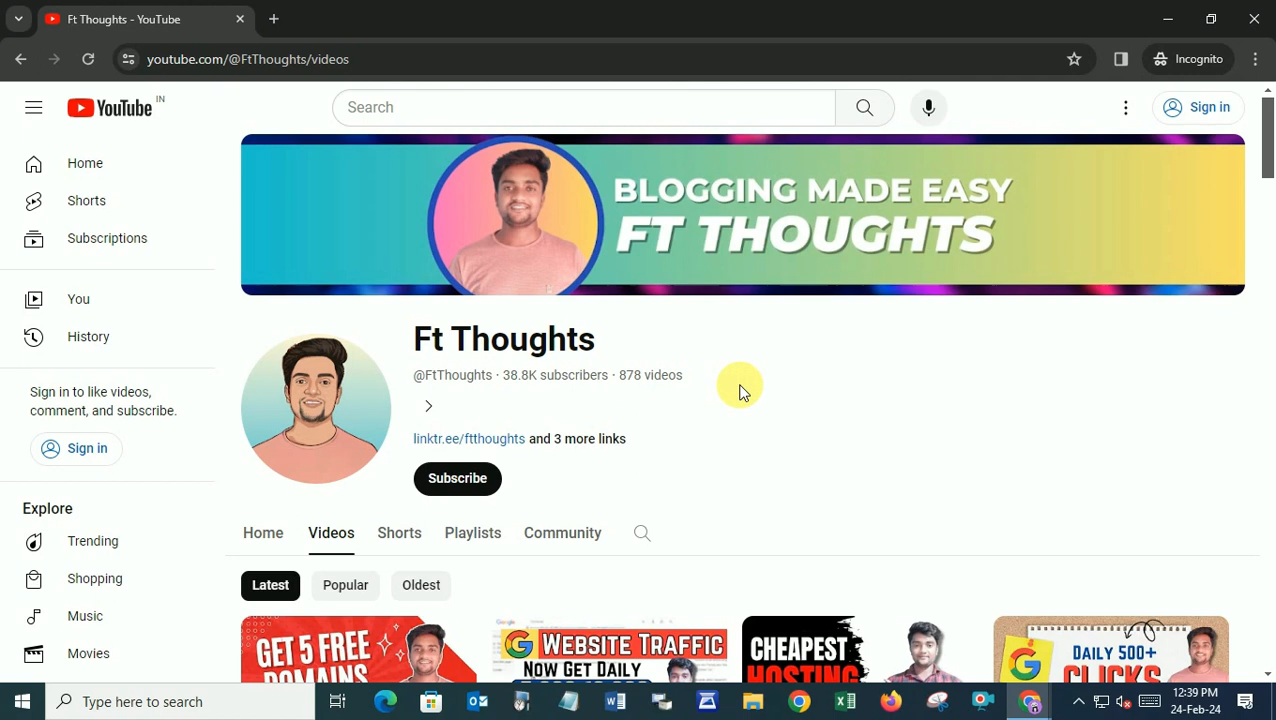 Ft Thoughts - YouTube
youtube.com/@FtThoughts/videos
Incognito
YouTube IN
Search
Sign in
Home
Shorts
Subscriptions
You
History
Sign in to like videos,
comment, and subscribe.
Sign in
Explore
Trending
Shopping
Music
Movies
BLOGGING MADE EASY
FT THOUGHTS
Ft Thoughts
@FtThoughts · 38.8K subscribers · 878 videos
linktr.ee/ftthoughts and 3 more links
Subscribe
Home Videos Shorts Playlists Community
Latest Popular Oldest
GET 5 FREE
DOMAINS
Google
WEBSITE TRAFFIC
NOW GET DAILY
CHEAPEST
HOSTING
DAILY 500+
CLICKS
Type here to search
12:39 PM
24-Feb-24